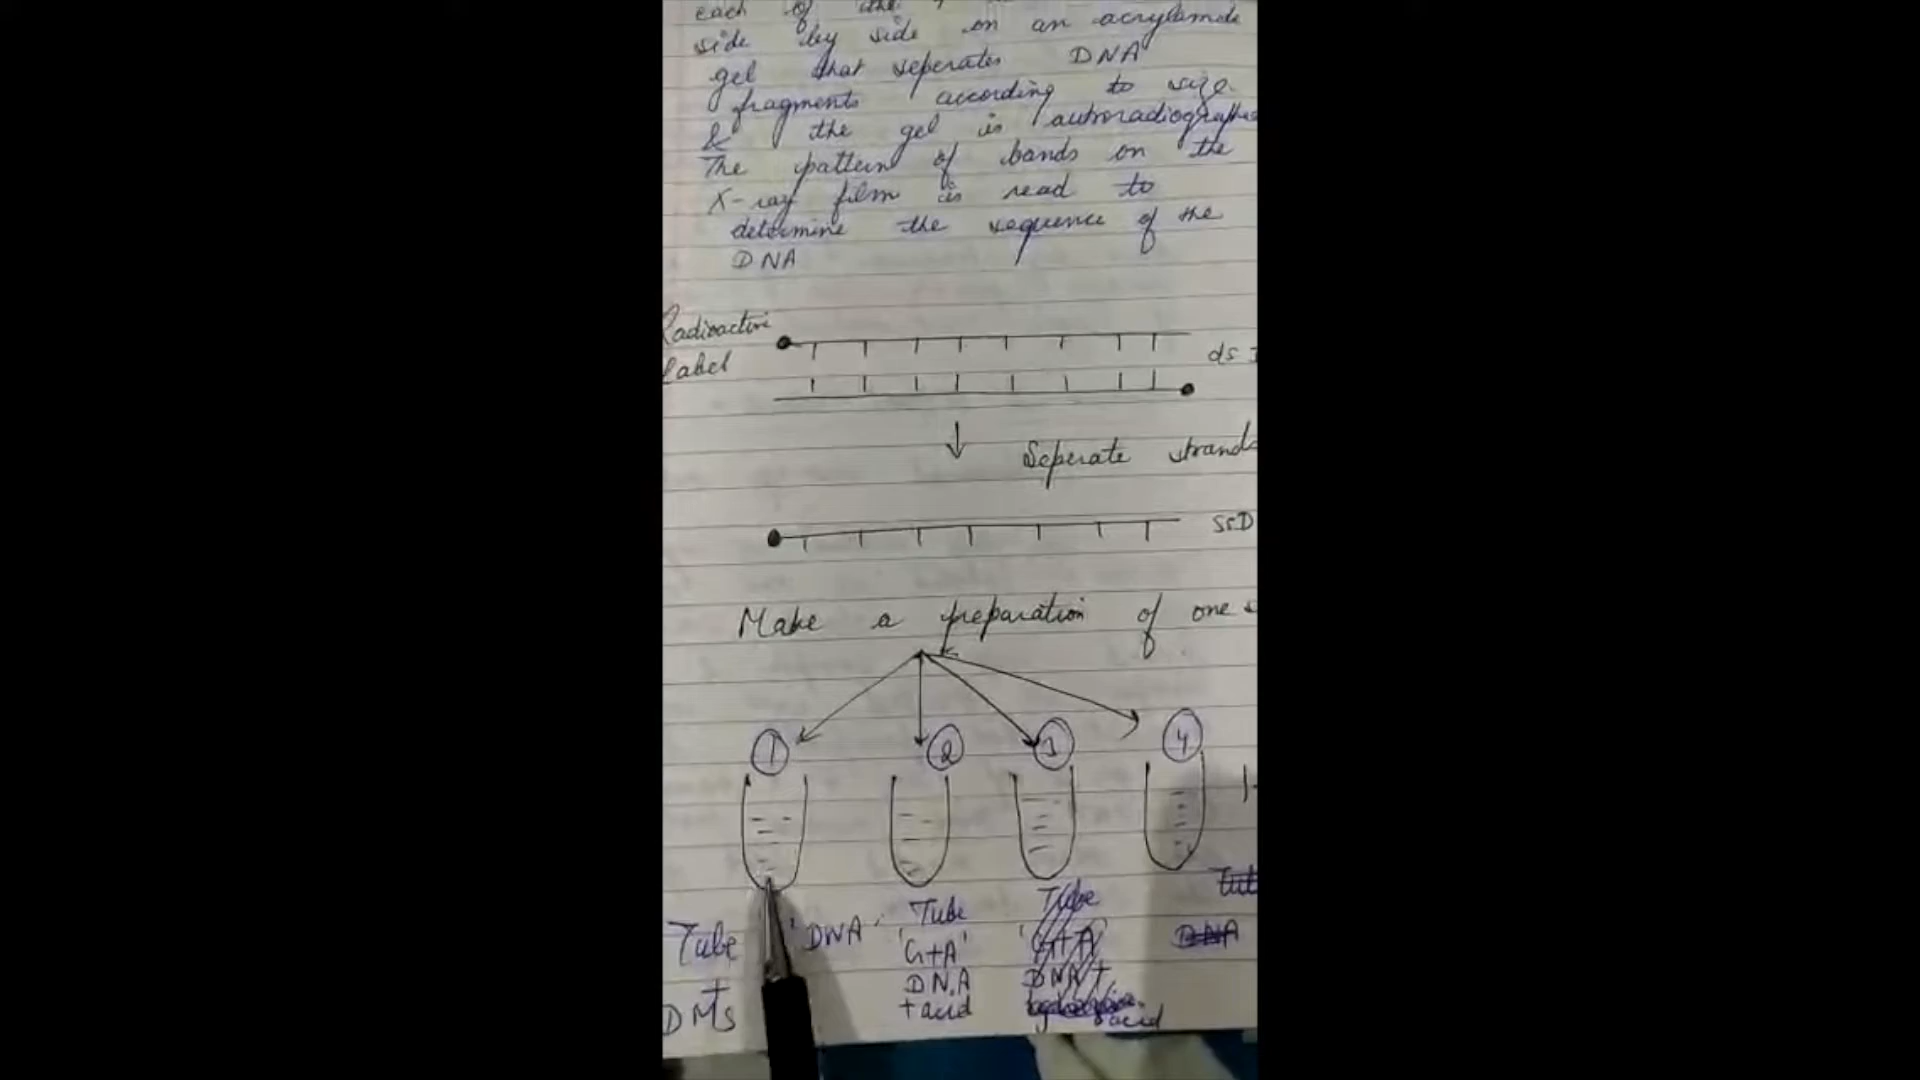 each of the
side by side on an acrylamide
gel that seperates DNA
fragments according to size.
& the gel is autoradiographed
The pattern of bands on the
X-ray film is read to
determine the sequence of the
DNA
Radioactive
Label
ds
Seperate strands
ss D
Make a preparation of one s
1 2 3 4
Tube 'DNA'
+
DMS
Tube
'G+A'
DNA
+ acid
Tube
'G+A'
DNA +
acid
DNA